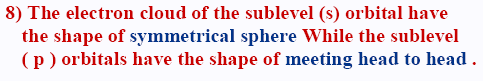 8) The electron cloud of the sublevel (s) orbital have
the shape of symmetrical sphere While the sublevel
( p ) orbitals have the shape of meeting head to head .